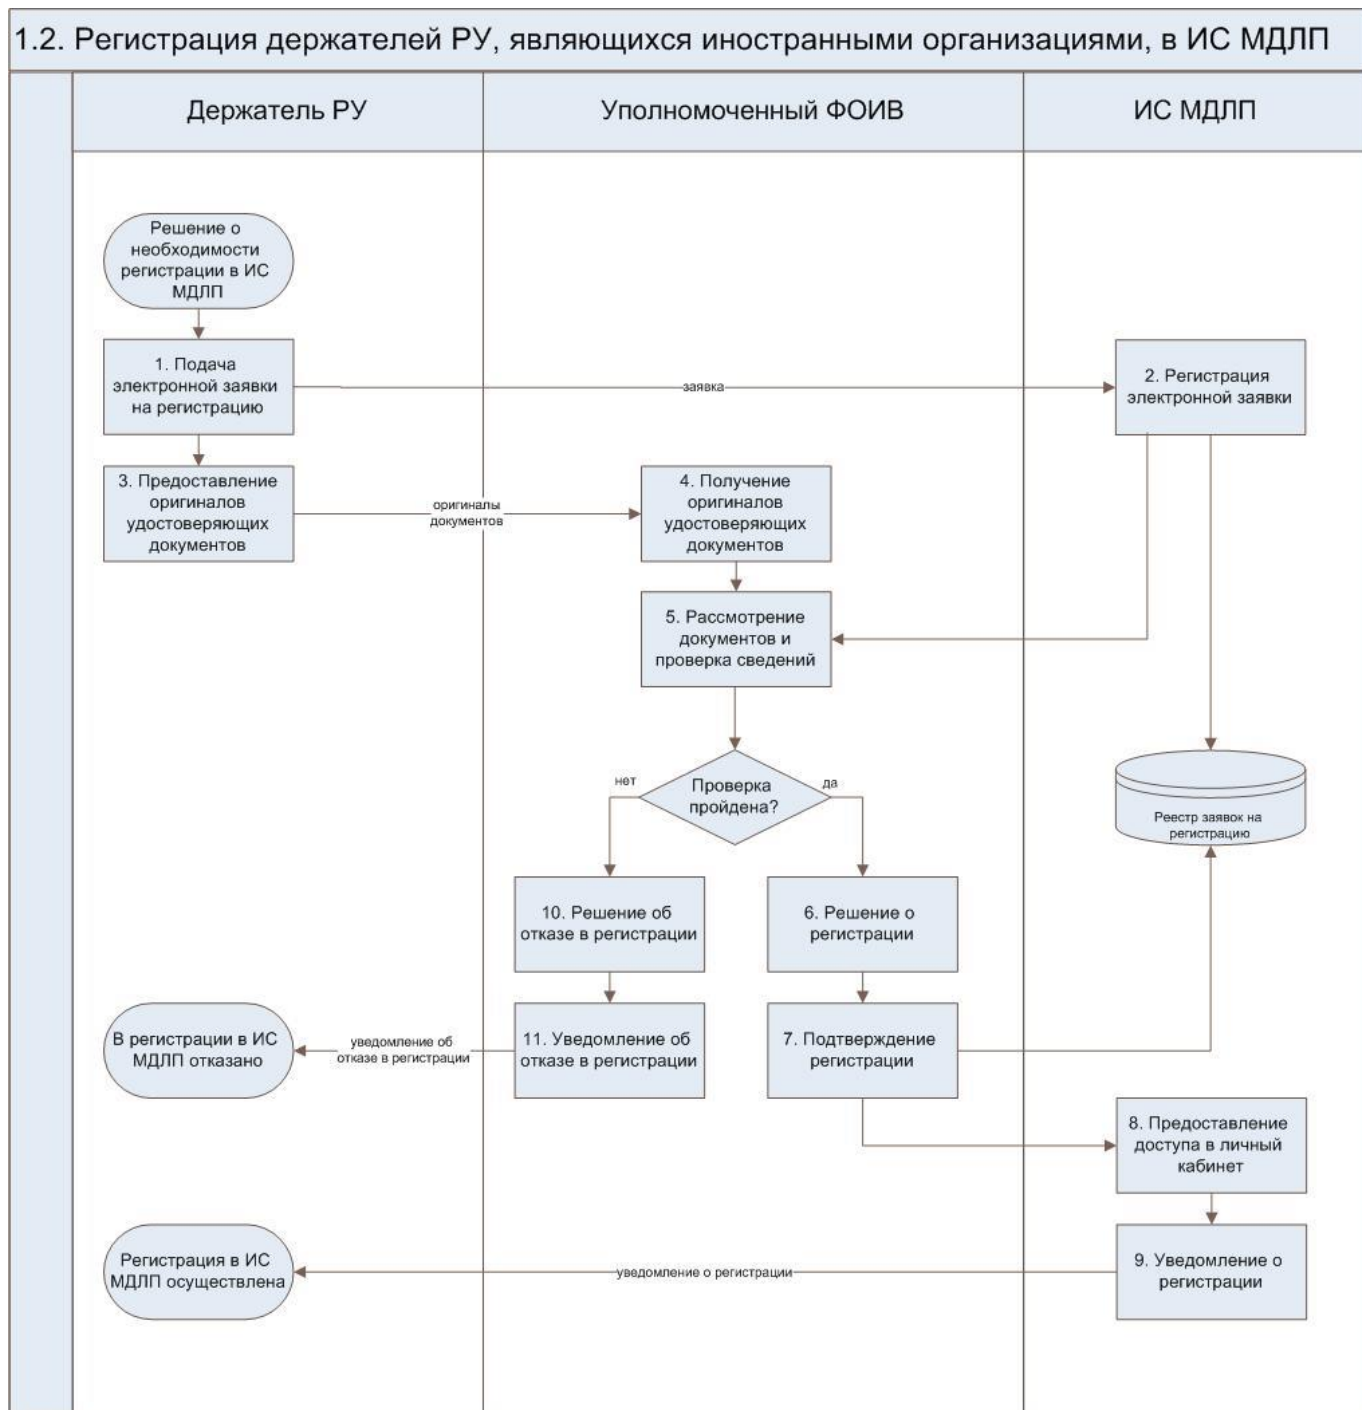 1.2. Регистрация держателей РУ, являющихся иностранными организациями, в ИС МДЛП
Держатель РУ
Уполномоченный ФОИВ
ИС МДЛП
Решение о
необходимости
регистрации в ИС
МДЛП
1. Подача
электронной заявки
на регистрацию
заявка
2. Регистрация
электронной заявки
3. Предоставление
оригиналов
удостоверяющих
документов
оригиналы
документов
4. Получение
оригиналов
удостоверяющих
документов
5. Рассмотрение
документов и
проверка сведений
нет
Проверка
пройдена?
да
Реестр заявок на
регистрацию
10. Решение об
отказе в регистрации
6. Решение о
регистрации
В регистрации в ИС
МДЛП отказано
уведомление об
отказе в регистрации
11. Уведомление об
отказе в регистрации
7. Подтверждение
регистрации
8. Предоставление
доступа в личный
кабинет
Регистрация в ИС
МДЛП осуществлена
уведомление о регистрации
9. Уведомление о
регистрации